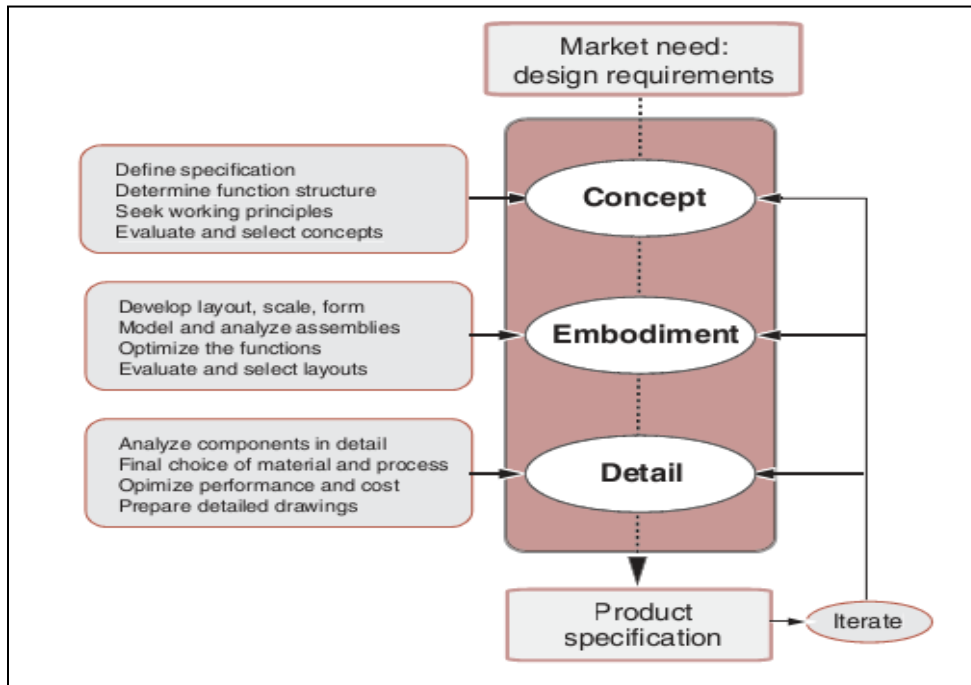 Market need:
design requirements
Define specification
Determine function structure
Seek working principles
Evaluate and select concepts
Concept
Develop layout, scale, form
Model and analyze assemblies
Optimize the functions
Evaluate and select layouts
Embodiment
Analyze components in detail
Final choice of material and process
Opimize performance and cost
Prepare detailed drawings
Detail
Product
specification
Iterate